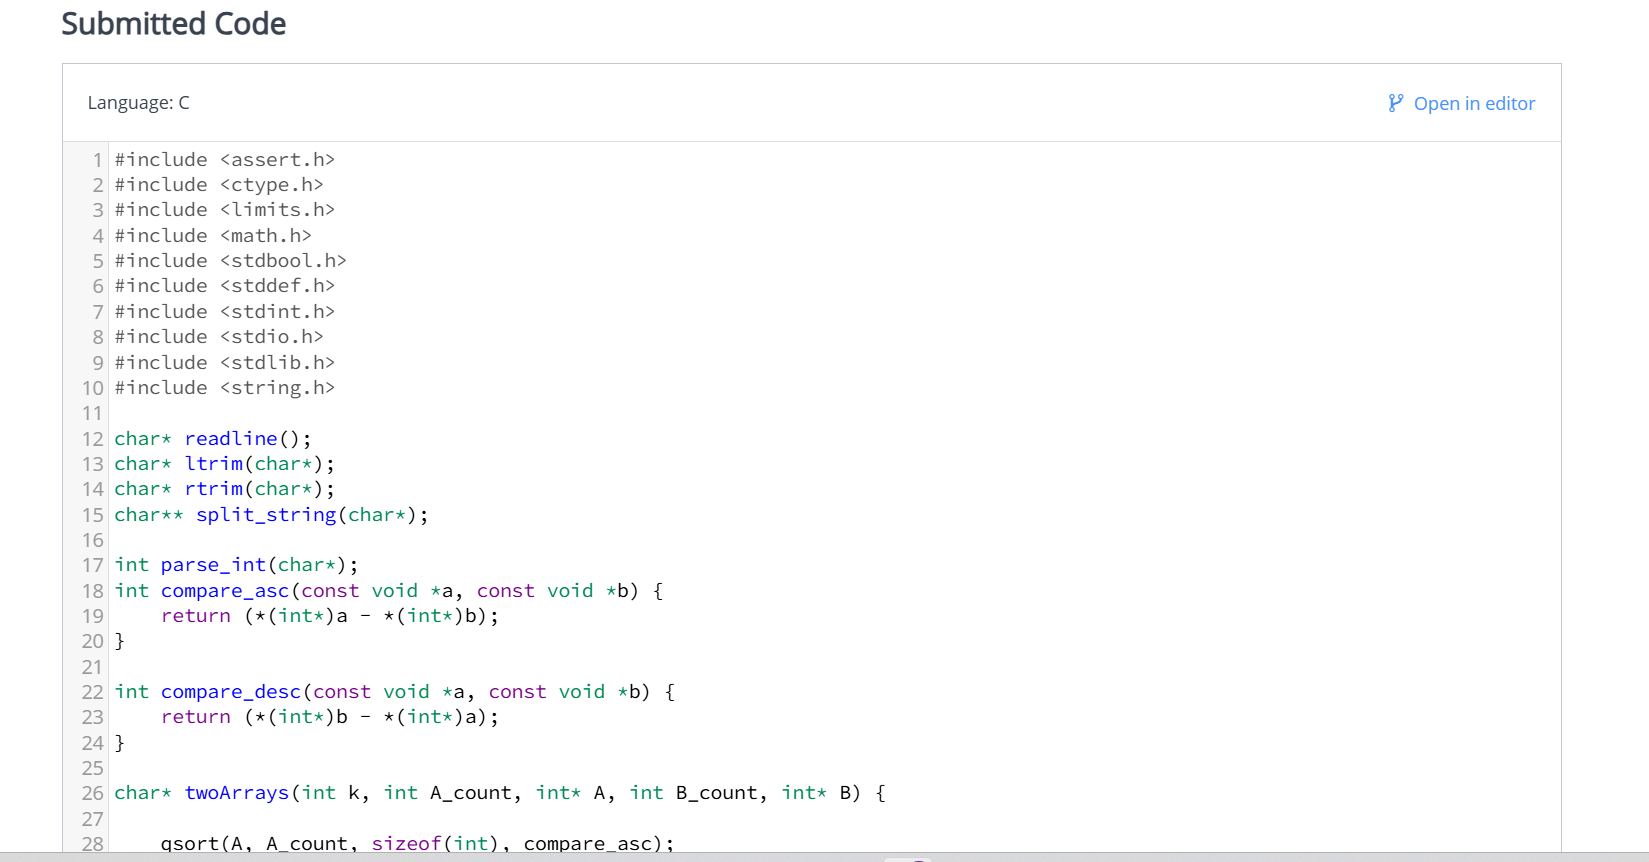 Submitted Code
Language: C
Open in editor
1 #include <assert.h>
2 #include <ctype.h>
3 #include <limits.h>
4 #include <math.h>
5 #include <stdbool.h>
6 #include <stddef.h>
7 #include <stdint.h>
8 #include <stdio.h>
9 #include <stdlib.h>
10 #include <string.h>
11
12 char* readline();
13 char* ltrim(char*);
14 char* rtrim(char*);
15 char** split_string(char*);
16
17 int parse_int(char*);
18 int compare_asc(const void *a, const void *b) {
19     return (*(int*)a - *(int*)b);
20 }
21
22 int compare_desc(const void *a, const void *b) {
23     return (*(int*)b - *(int*)a);
24 }
25
26 char* twoArrays(int k, int A_count, int* A, int B_count, int* B) {
27
28     qsort(A, A_count, sizeof(int), compare_asc);